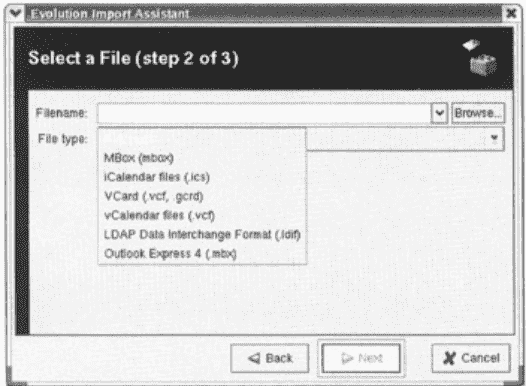 Evolution Import Assistant
Select a File (step 2 of 3)
Filename:
Browse...
File type:
MBox (mbox)
iCalendar files (.ics)
VCard (.vcf, .gcrd)
vCalendar files (.vcf)
LDAP Data Interchange Format (.ldif)
Outlook Express 4 (.mbx)
Back
Next
Cancel